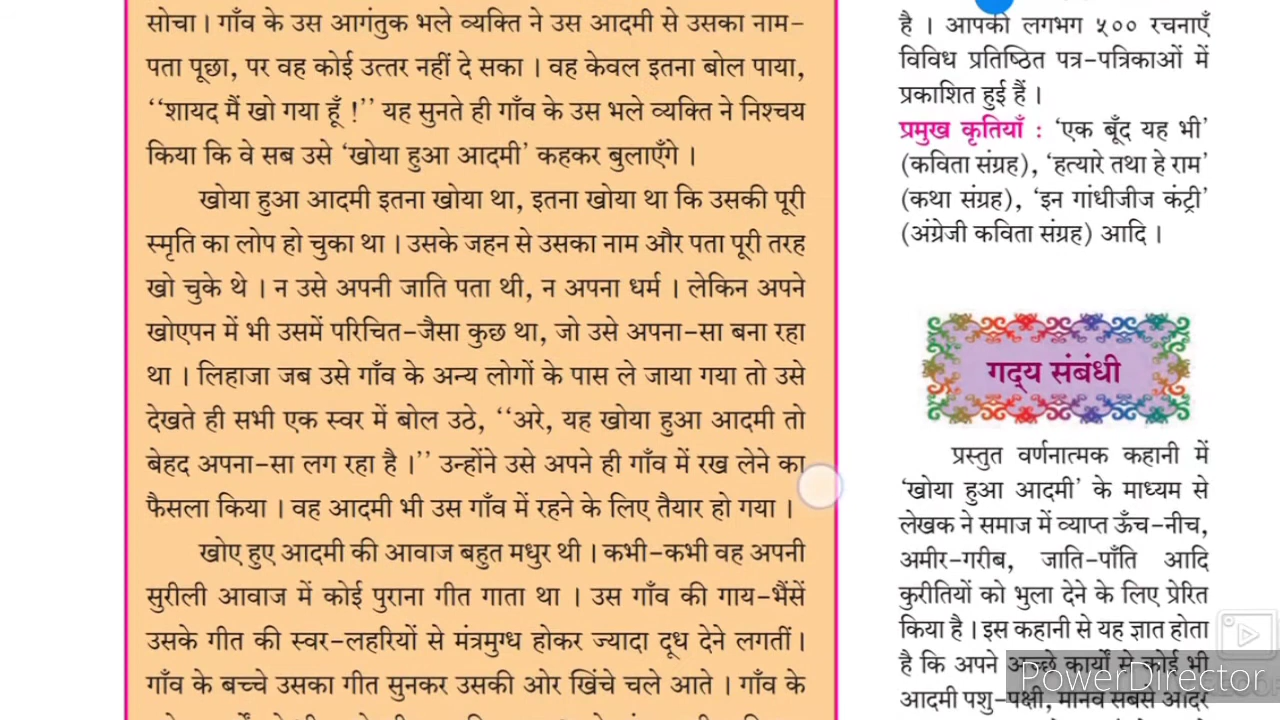 सोचा । गाँव के उस आगंतुक भले व्यक्ति ने उस आदमी से उसका नाम-
पता पूछा, पर वह कोई उत्तर नहीं दे सका । वह केवल इतना बोल पाया,
‘‘शायद मैं खो गया हूँ !’’ यह सुनते ही गाँव के उस भले व्यक्ति ने निश्चय
किया कि वे सब उसे ‘खोया हुआ आदमी’ कहकर बुलाएँगे ।
खोया हुआ आदमी इतना खोया था, इतना खोया था कि उसकी पूरी
स्मृति का लोप हो चुका था । उसके जहन से उसका नाम और पता पूरी तरह
खो चुके थे । न उसे अपनी जाति पता थी, न अपना धर्म । लेकिन अपने
खोएपन में भी उसमें परिचित-जैसा कुछ था, जो उसे अपना-सा बना रहा
था । लिहाजा जब उसे गाँव के अन्य लोगों के पास ले जाया गया तो उसे
देखते ही सभी एक स्वर में बोल उठे, ‘‘अरे, यह खोया हुआ आदमी तो
बेहद अपना-सा लग रहा है ।’’ उन्होंने उसे अपने ही गाँव में रख लेने का
फैसला किया । वह आदमी भी उस गाँव में रहने के लिए तैयार हो गया ।
खोए हुए आदमी की आवाज बहुत मधुर थी । कभी-कभी वह अपनी
सुरीली आवाज में कोई पुराना गीत गाता था । उस गाँव की गाय-भैंसें
उसके गीत की स्वर-लहरियों से मंत्रमुग्ध होकर ज्यादा दूध देने लगतीं।
गाँव के बच्चे उसका गीत सुनकर उसकी ओर खिंचे चले आते । गाँव के
है । आपकी लगभग ५०० रचनाएँ
विविध प्रतिष्ठित पत्र-पत्रिकाओं में
प्रकाशित हुई हैं ।
प्रमुख कृतियाँ : ‘एक बूँद यह भी’
(कविता संग्रह), ‘हत्यारे तथा हे राम’
(कथा संग्रह), ‘इन गांधीजीज कंट्री’
(अंग्रेजी कविता संग्रह) आदि ।
गद्‌य संबंधी
प्रस्तुत वर्णनात्मक कहानी में
‘खोया हुआ आदमी’ के माध्यम से
लेखक ने समाज में व्याप्त ऊँच-नीच,
अमीर-गरीब, जाति-पाँति आदि
कुरीतियों को भुला देने के लिए प्रेरित
किया है । इस कहानी से यह ज्ञात होता
है कि अपने अच्छे कार्यों से कोई भी
आदमी पशु-पक्षी, मानव सबसे आदर
PowerDirector